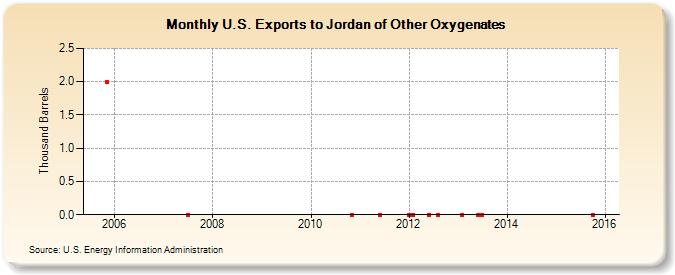 Monthly U.S. Exports to Jordan of Other Oxygenates
Thousand Barrels
2.5
2.0
1.5
1.0
0.5
0.0
2006 2008 2010 2012 2014 2016
Source: U.S. Energy Information Administration